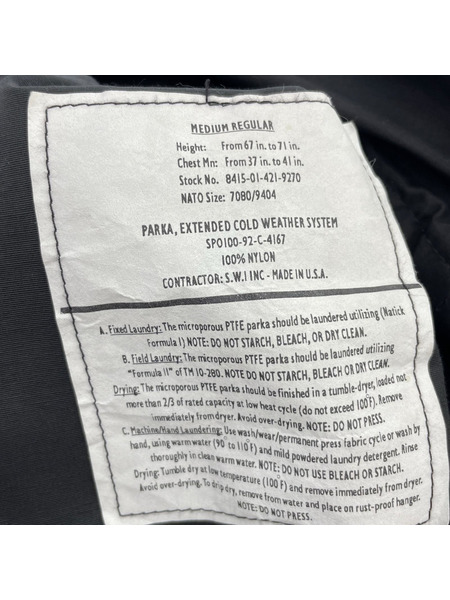 MEDIUM REGULAR
Height: From 67 in. to 71 in.
Chest Mn: From 37 in. to 41 in.
Stock No. 8415-01-421-9270
NATO Size: 7080/9404
PARKA, EXTENDED COLD WEATHER SYSTEM
SPO100-92-C-4167
100% NYLON
CONTRACTOR: S.W.I INC - MADE IN U.S.A.
A. Fixed Laundry: The microporous PTFE parka should be laundered utilizing (Natick
Formula I) NOTE: DO NOT STARCH, BLEACH, OR DRY CLEAN.
B. Field Laundry: The microporous PTFE parka should be laundered utilizing
"Formula II" of TM 10-280. NOTE DO NOT STARCH, BLEACH OR DRY CLEAN.
Drying: The microporous PTFE parka should be finished in a tumble-dryer, loaded not
more than 2/3 of rated capacity at low heat cycle (do not exceed 100°F). Remove
immediately from dryer. Avoid over-drying. NOTE: DO NOT PRESS.
C. Machine/Hand Laundering: Use wash/wear/permanent press fabric cycle or wash by
hand, using warm water (90° to 110°F) and mild powdered laundry detergent. Rinse
thoroughly in clean warm water. NOTE: DO NOT USE BLEACH OR STARCH.
Drying: Tumble dry at low temperature (100°F) and remove immediately from dryer.
Avoid over-drying. To drip dry, remove from water and place on rust-proof hanger.
NOTE: DO NOT PRESS.